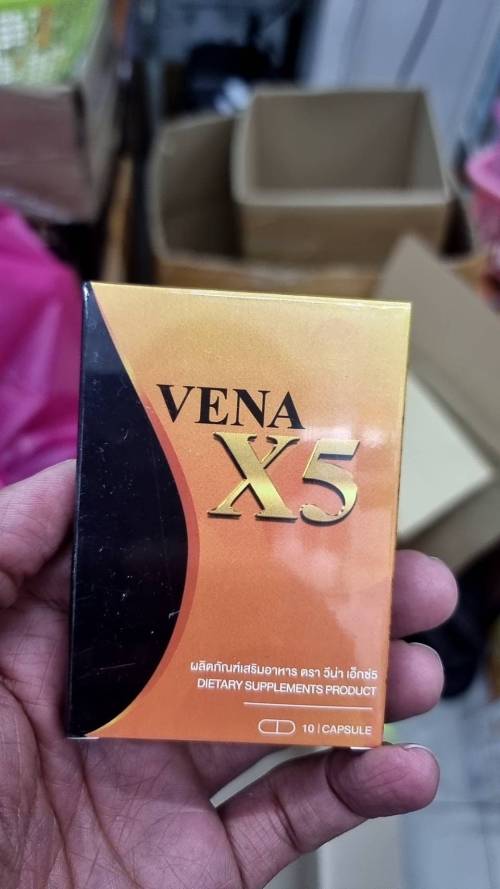 VENA
X5
ผลิตภัณฑ์เสริมอาหาร ตรา วีน่า เอ็กซ์5
DIETARY SUPPLEMENTS PRODUCT
10 | CAPSULE